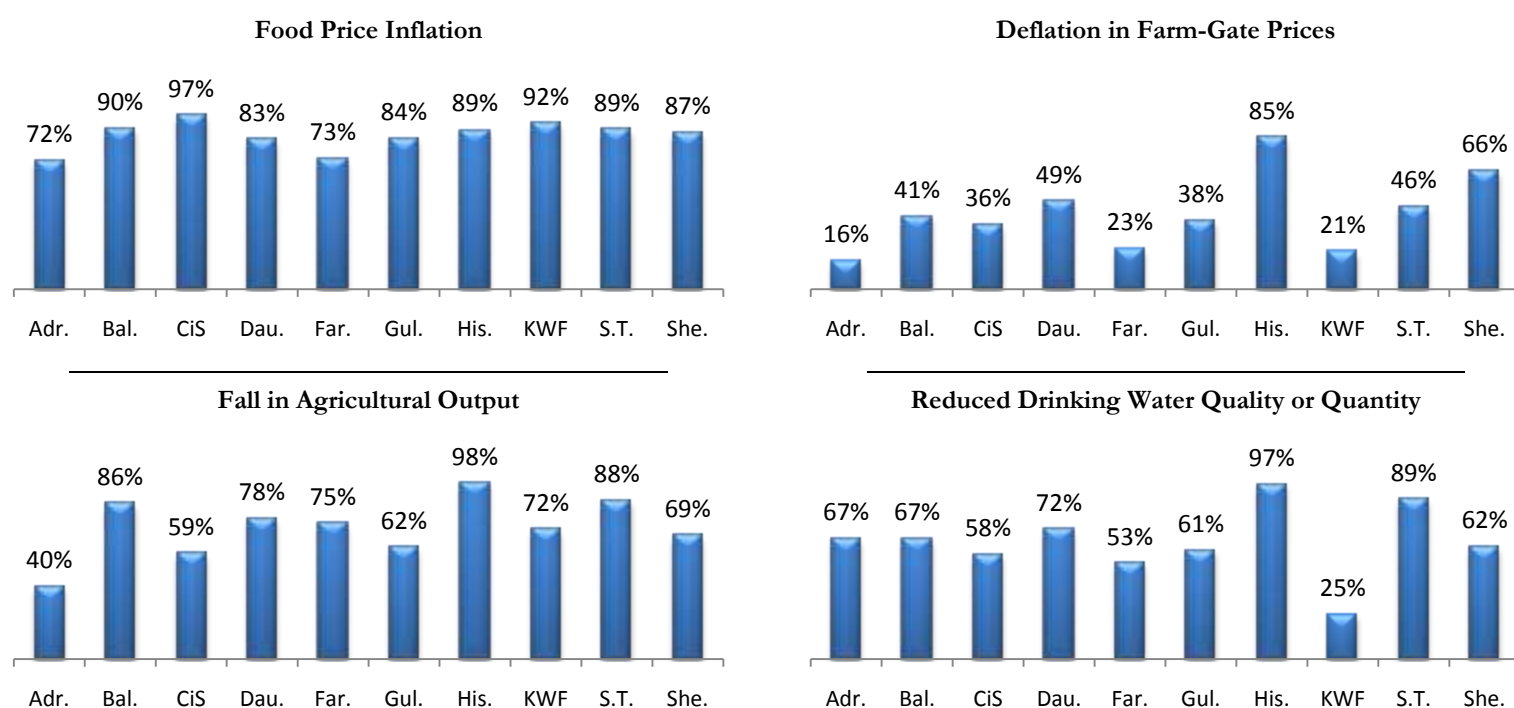 Food Price Inflation
72% 90% 97% 83% 73% 84% 89% 92% 89% 87%
Adr. Bal. CiS Dau. Far. Gul. His. KWF S.T. She.
Deflation in Farm-Gate Prices
16% 41% 36% 49% 23% 38% 85% 21% 46% 66%
Adr. Bal. CiS Dau. Far. Gul. His. KWF S.T. She.
Fall in Agricultural Output
40% 86% 59% 78% 75% 62% 98% 72% 88% 69%
Adr. Bal. CiS Dau. Far. Gul. His. KWF S.T. She.
Reduced Drinking Water Quality or Quantity
67% 67% 58% 72% 53% 61% 97% 25% 89% 62%
Adr. Bal. CiS Dau. Far. Gul. His. KWF S.T. She.